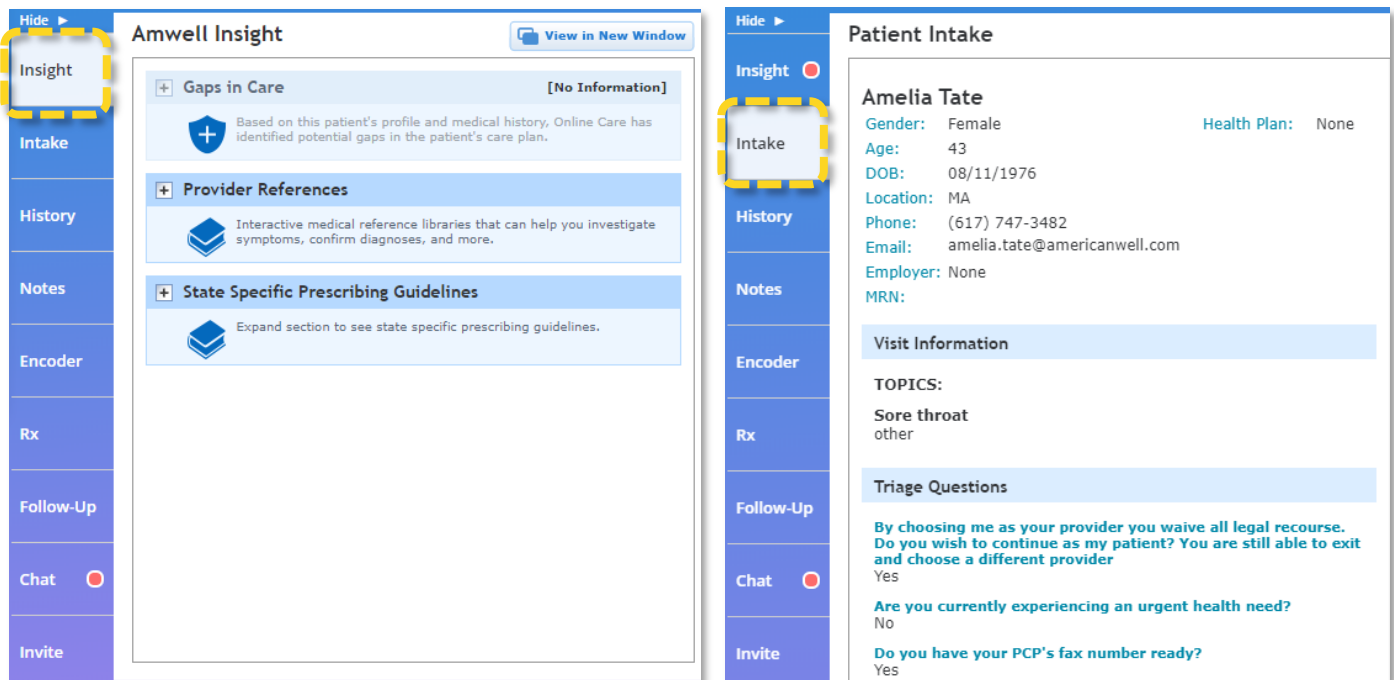 Hide ►
Insight
Intake
History
Notes
Encoder
Rx
Follow-Up
Chat
Invite
Amwell Insight
View in New Window
Gaps in Care [No Information]
Based on this patient's profile and medical history, Online Care has
identified potential gaps in the patient's care plan.
Provider References
Interactive medical reference libraries that can help you investigate
symptoms, confirm diagnoses, and more.
State Specific Prescribing Guidelines
Expand section to see state specific prescribing guidelines.
Hide ►
Insight
Intake
History
Notes
Encoder
Rx
Follow-Up
Chat
Invite
Patient Intake
Amelia Tate
Gender: Female Health Plan: None
Age: 43
DOB: 08/11/1976
Location: MA
Phone: (617) 747-3482
Email: amelia.tate@americanwell.com
Employer: None
MRN:
Visit Information
TOPICS:
Sore throat
other
Triage Questions
By choosing me as your provider you waive all legal recourse.
Do you wish to continue as my patient? You are still able to exit
and choose a different provider
Yes
Are you currently experiencing an urgent health need?
No
Do you have your PCP's fax number ready?
Yes